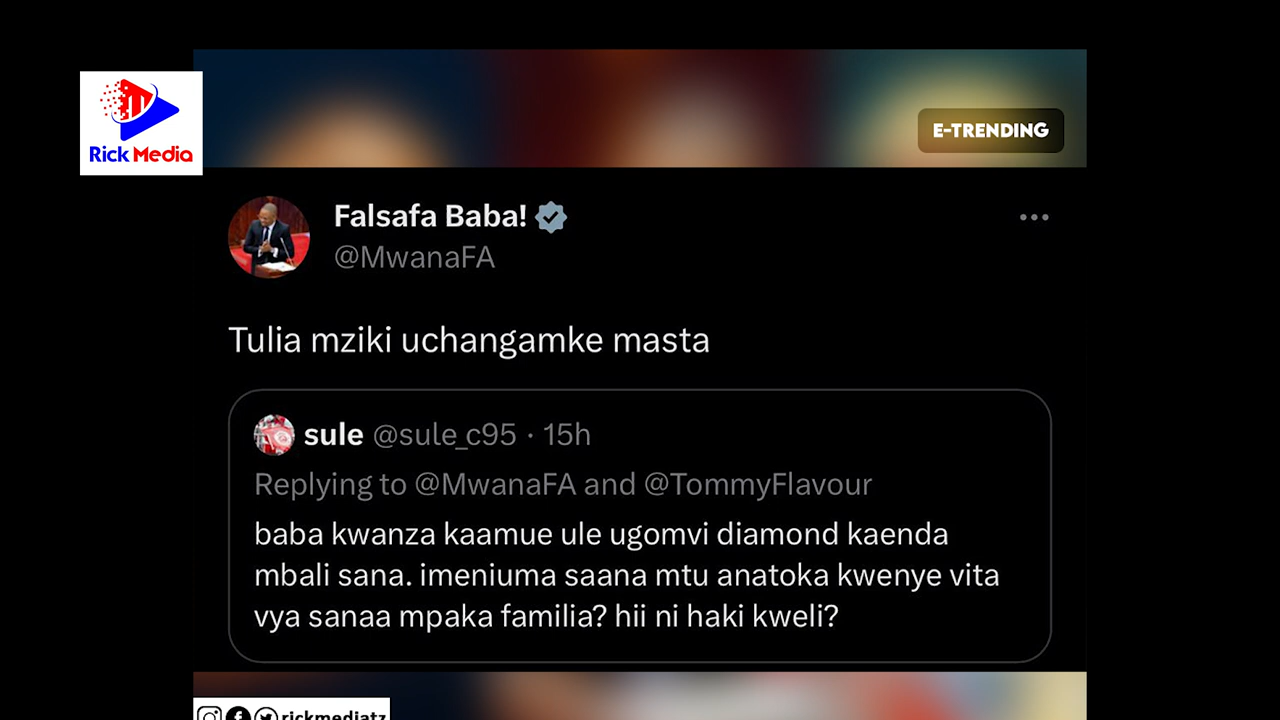 Rick Media
E-TRENDING
Falsafa Baba!
@MwanaFA
Tulia mziki uchangamke masta
sule @sule_c95 · 15h
Replying to @MwanaFA and @TommyFlavour
baba kwanza kaamue ule ugomvi diamond kaenda
mbali sana. imeniuma saana mtu anatoka kwenye vita
vya sanaa mpaka familia? hii ni haki kweli?
rickmediatz